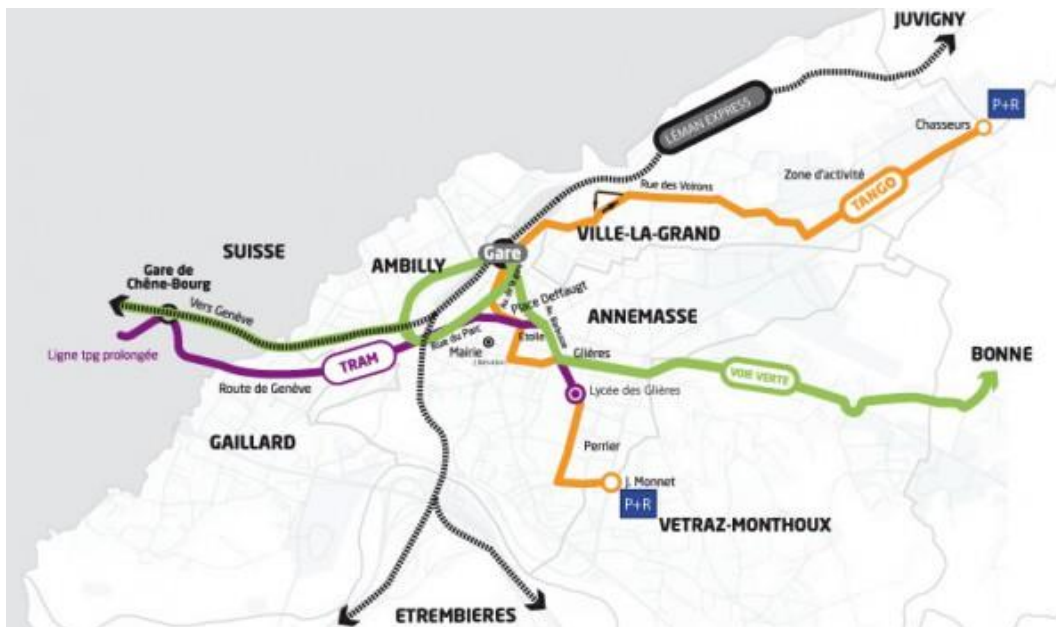 JUVIGNY
P+R
Chasseurs
LÉMAN EXPRESS
Zone d'activité
TANGO
Rue des Voirons
VILLE-LA-GRAND
SUISSE
AMBILLY
Gare
Gare de
Chêne-Bourg
Vers Genève
Place Deffaugt
ANNEMASSE
Rue du Parc
Etoile
Mairie
Glières
BONNE
Ligne tpg prolongée
TRAM
VOIE VERTE
Route de Genève
Lycée des Glières
GAILLARD
Perrier
J. Monnet
P+R
VETRAZ-MONTHOUX
ETREMBIERES